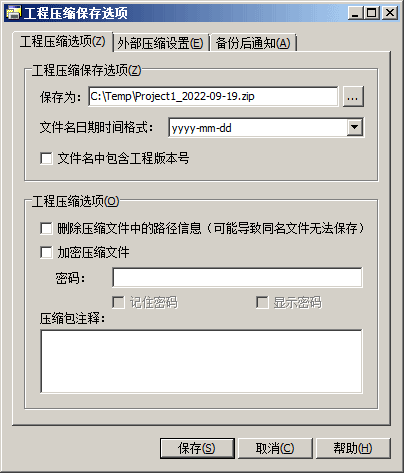 工程压缩保存选项
工程压缩选项(Z) 外部压缩设置(E) 备份后通知(A)
工程压缩保存选项(Z)
保存为: C:\Temp\Project1_2022-09-19.zip ...
文件名日期时间格式: yyyy-mm-dd
文件名中包含工程版本号
工程压缩选项(O)
删除压缩文件中的路径信息（可能导致同名文件无法保存）
加密压缩文件
密码:
记住密码 显示密码
压缩包注释:
保存(S) 取消(C) 帮助(H)